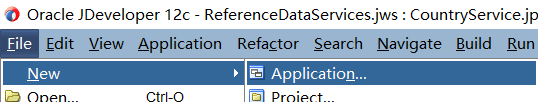 Oracle JDeveloper 12c - ReferenceDataServices.jws : CountryService.jp
File Edit View Application Refactor Search Navigate Build Run
New Application...
Open... Ctrl-O Project...